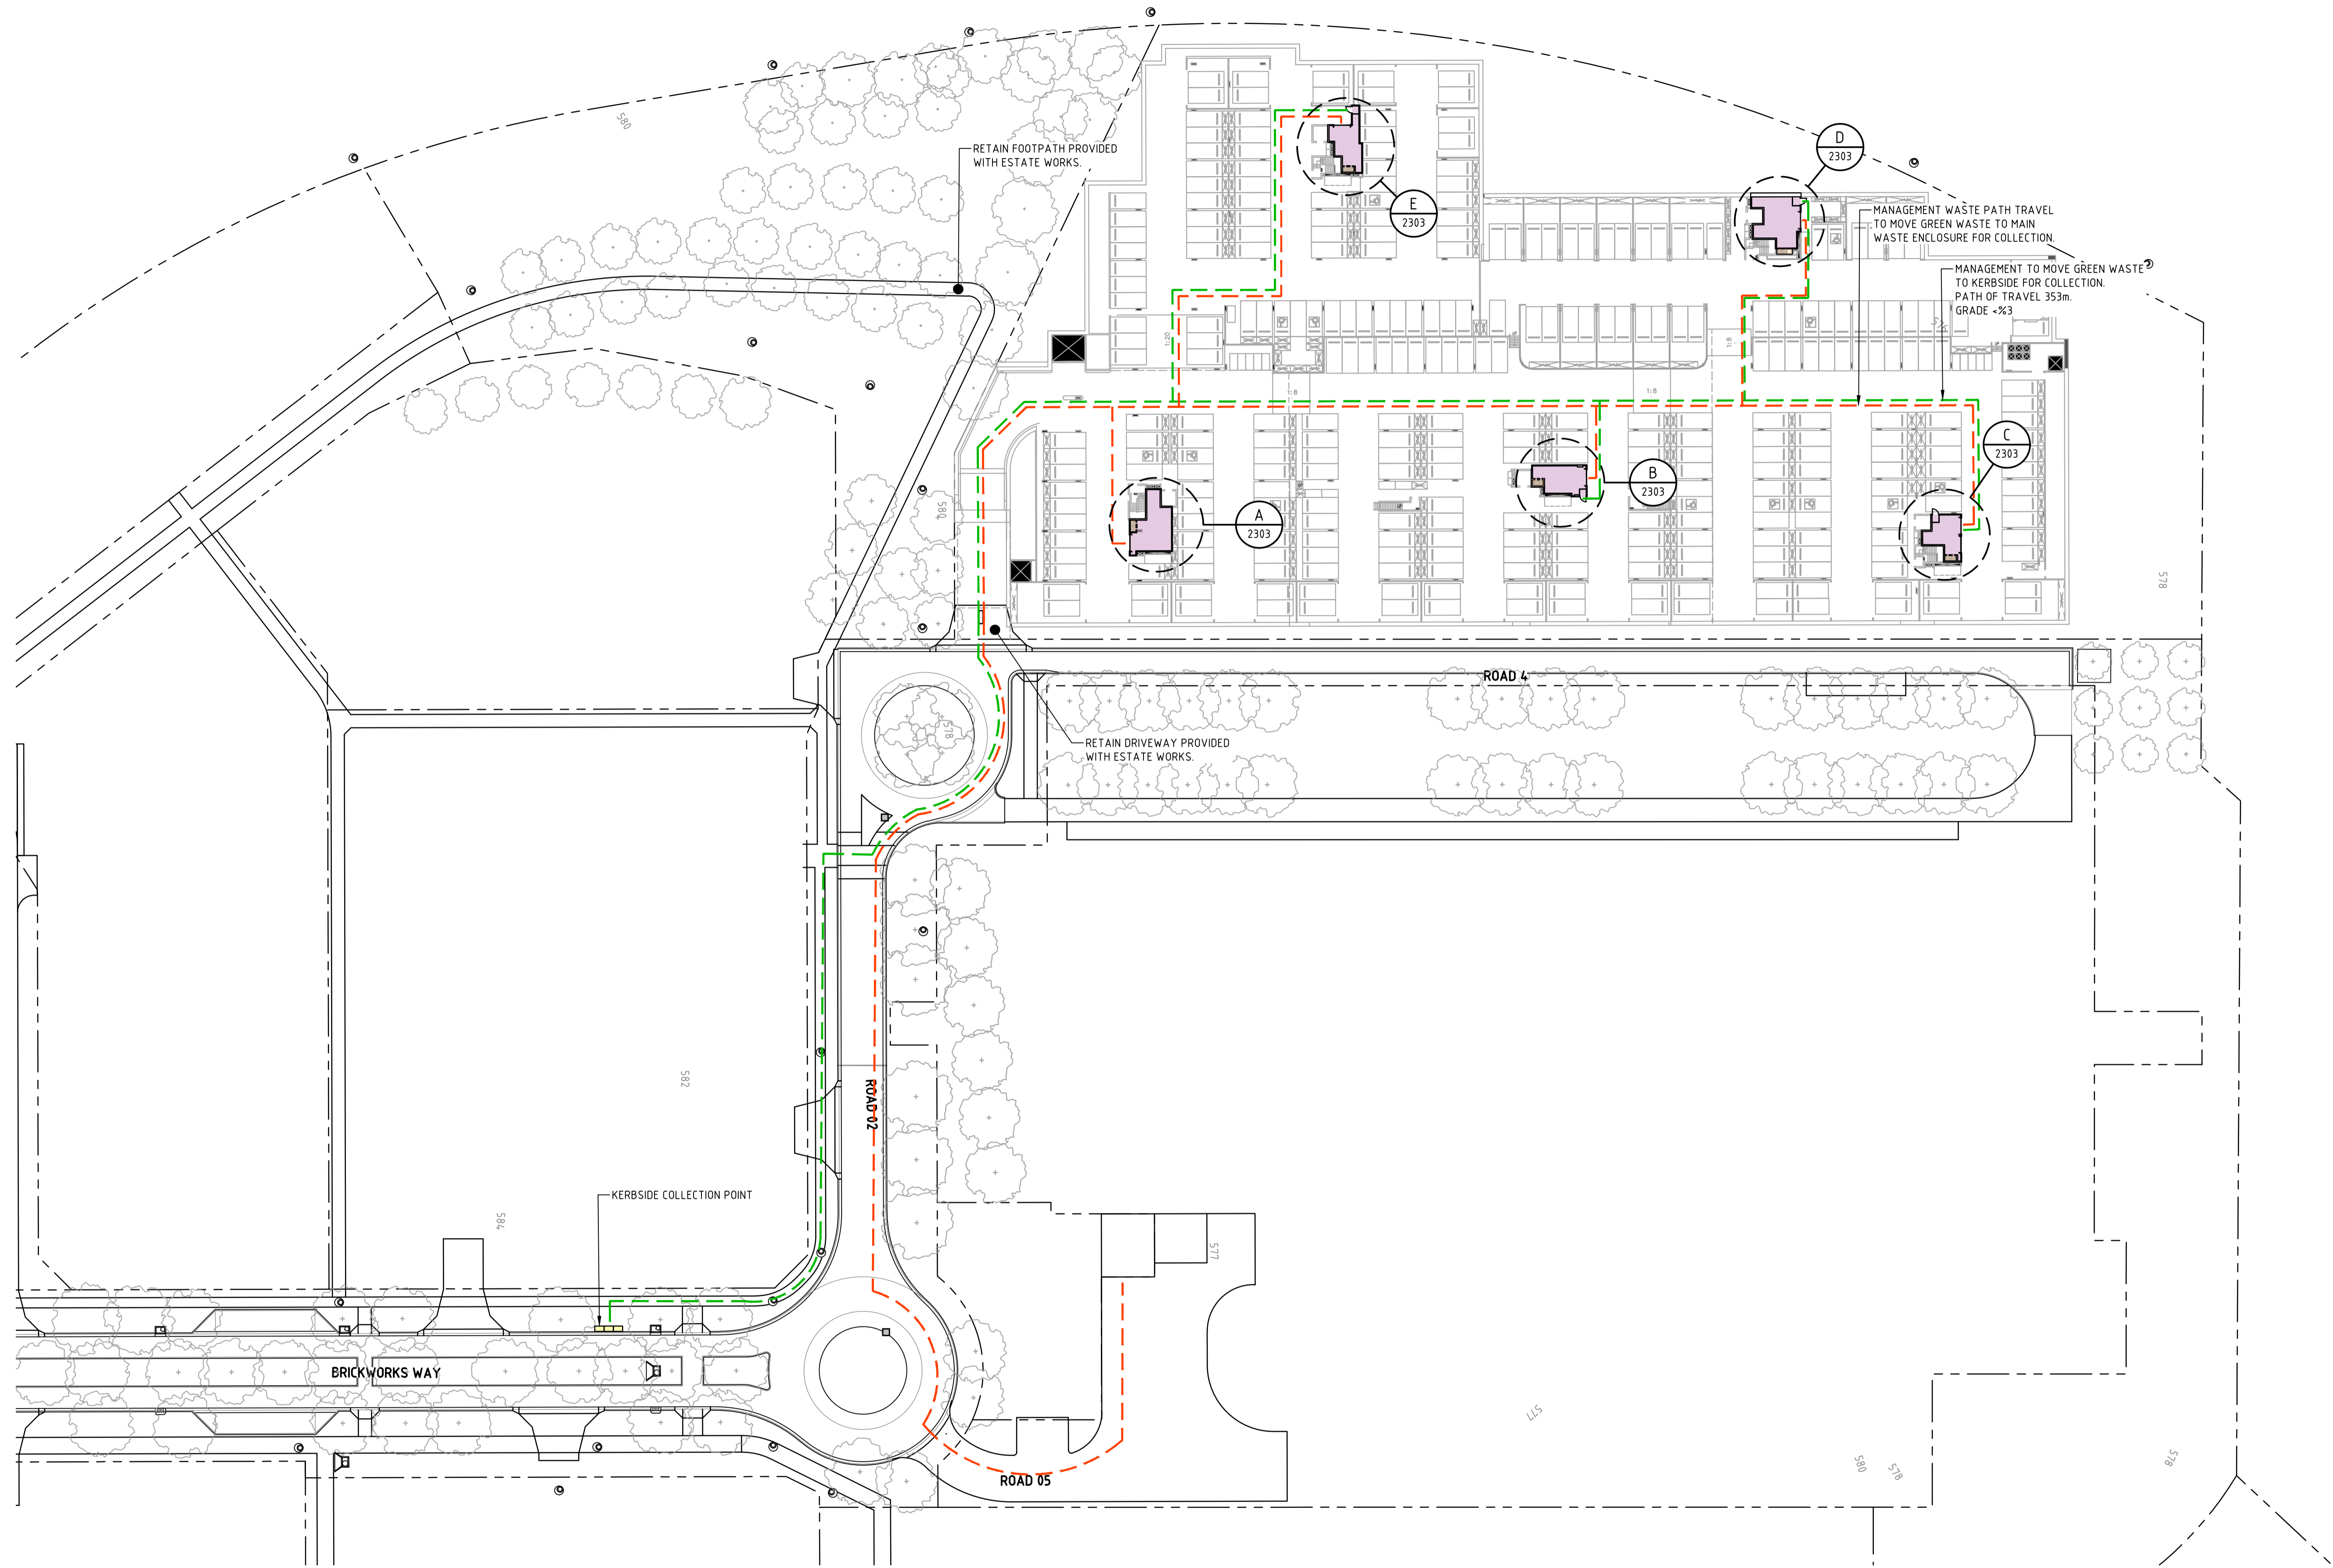 580
RETAIN FOOTPATH PROVIDED
WITH ESTATE WORKS.
D
2303
E
2303
MANAGEMENT WASTE PATH TRAVEL
TO MOVE GREEN WASTE TO MAIN
WASTE ENCLOSURE FOR COLLECTION.
MANAGEMENT TO MOVE GREEN WASTE
TO KERBSIDE FOR COLLECTION.
PATH OF TRAVEL 353m.
GRADE <%3
1:20
1:8
1:8
1:8
C
2303
B
2303
A
2303
580
578
ROAD 4
578
RETAIN DRIVEWAY PROVIDED
WITH ESTATE WORKS.
582
ROAD 02
KERBSIDE COLLECTION POINT
584
577
BRICKWORKS WAY
577
ROAD 05
580
578
578